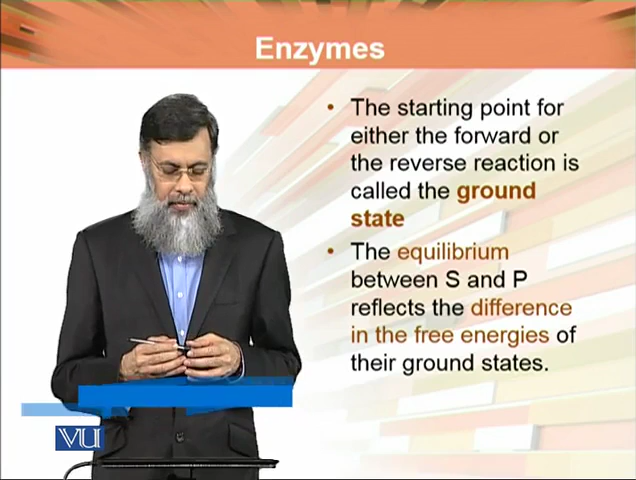 Enzymes
• The starting point for
either the forward or
the reverse reaction is
called the ground
state
• The equilibrium
between S and P
reflects the difference
in the free energies of
their ground states.
VU